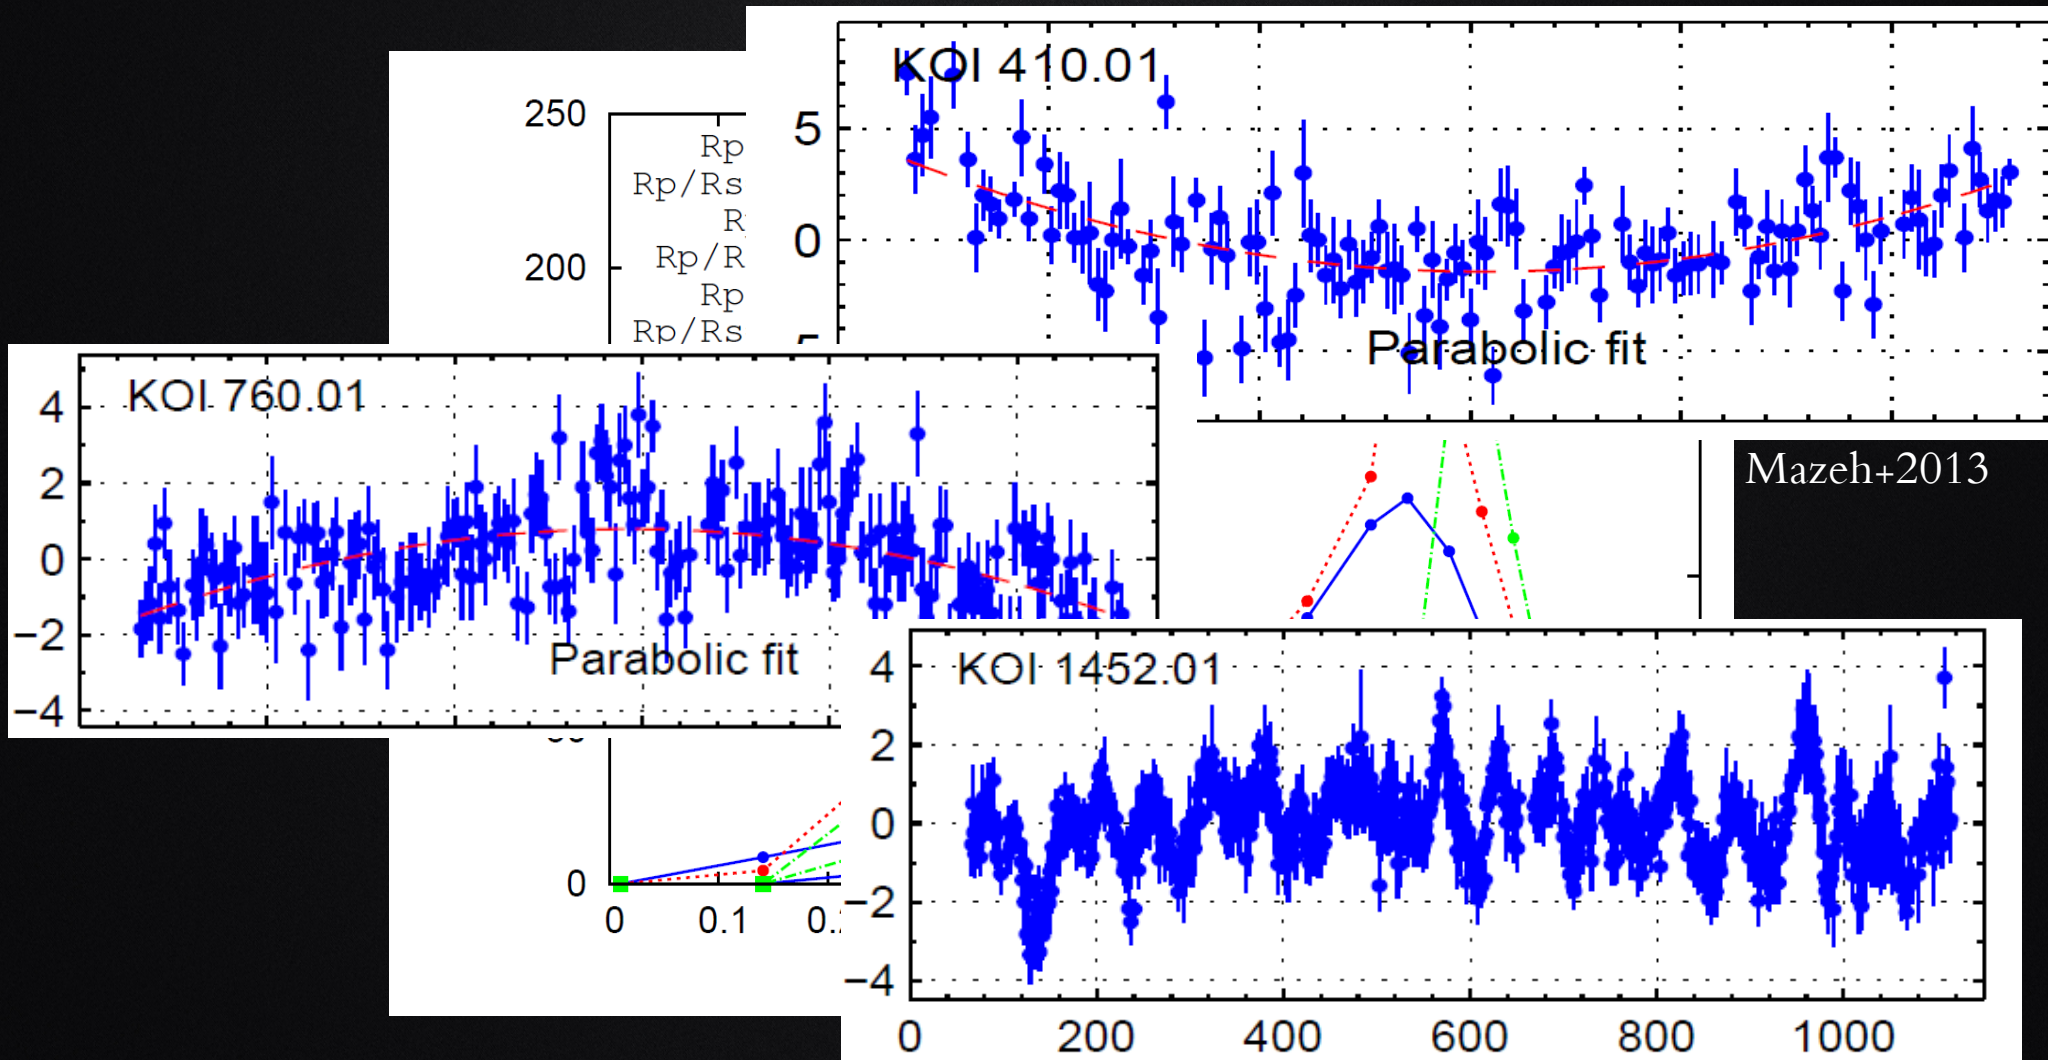 KOI 410.01
5
0
Parabolic fit
250
Rp
Rp/Rs
Rp/R
200
Rp
Rp/Rs
KOI 760.01
4
2
0
−2
−4
Parabolic fit
Mazeh+2013
KOI 1452.01
4
2
0
−2
−4
0 200 400 600 800 1000
0
0 0.1